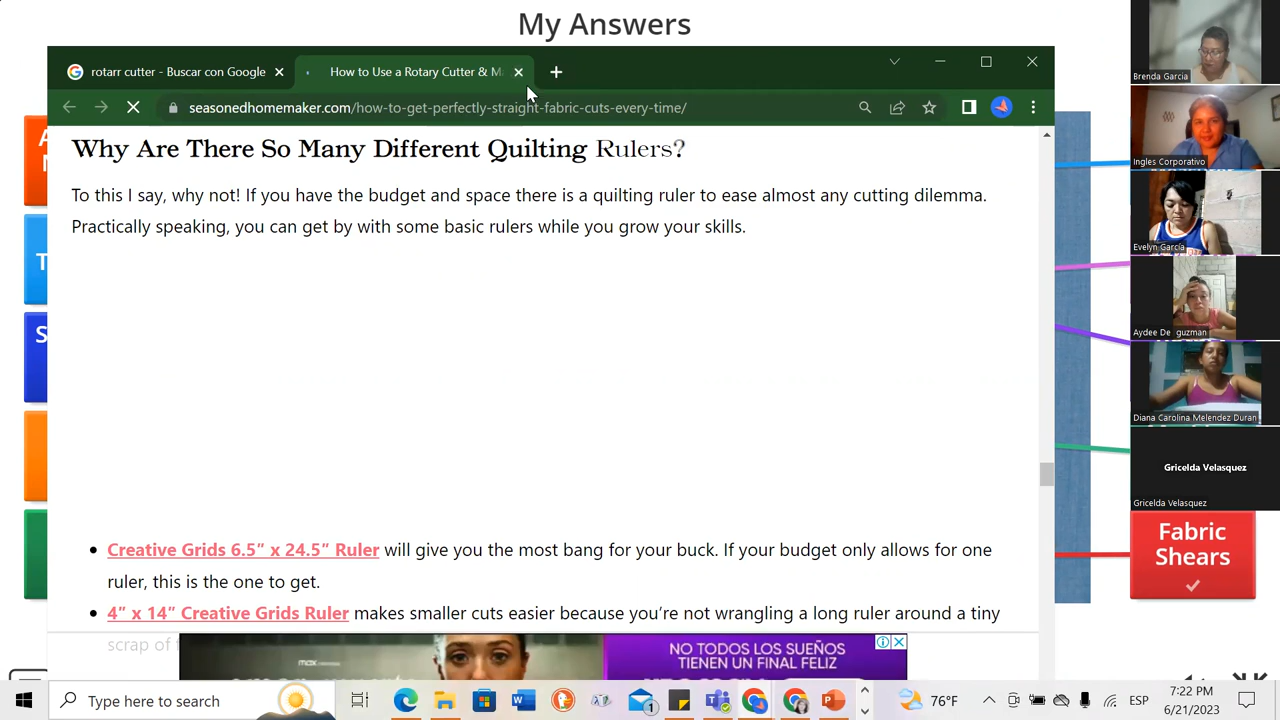 My Answers
rotarr cutter - Buscar con Google
How to Use a Rotary Cutter & M
seasonedhomemaker.com/how-to-get-perfectly-straight-fabric-cuts-every-time/
Why Are There So Many Different Quilting Rulers?
To this I say, why not! If you have the budget and space there is a quilting ruler to ease almost any cutting dilemma.
Practically speaking, you can get by with some basic rulers while you grow your skills.
Creative Grids 6.5” x 24.5” Ruler will give you the most bang for your buck. If your budget only allows for one
ruler, this is the one to get.
4″ x 14″ Creative Grids Ruler makes smaller cuts easier because you’re not wrangling a long ruler around a tiny
scrap of
max
NO TODOS LOS SUEÑOS
TIENEN UN FINAL FELIZ
A
T
S
Brenda Garcia
Ingles Corporativo
Evelyn García
Aydee De guzman
Diana Carolina Melendez Duran
Gricelda Velasquez
Gricelda Velasquez
Fabric
Shears
Type here to search
1
76°F
ESP
7:22 PM
6/21/2023